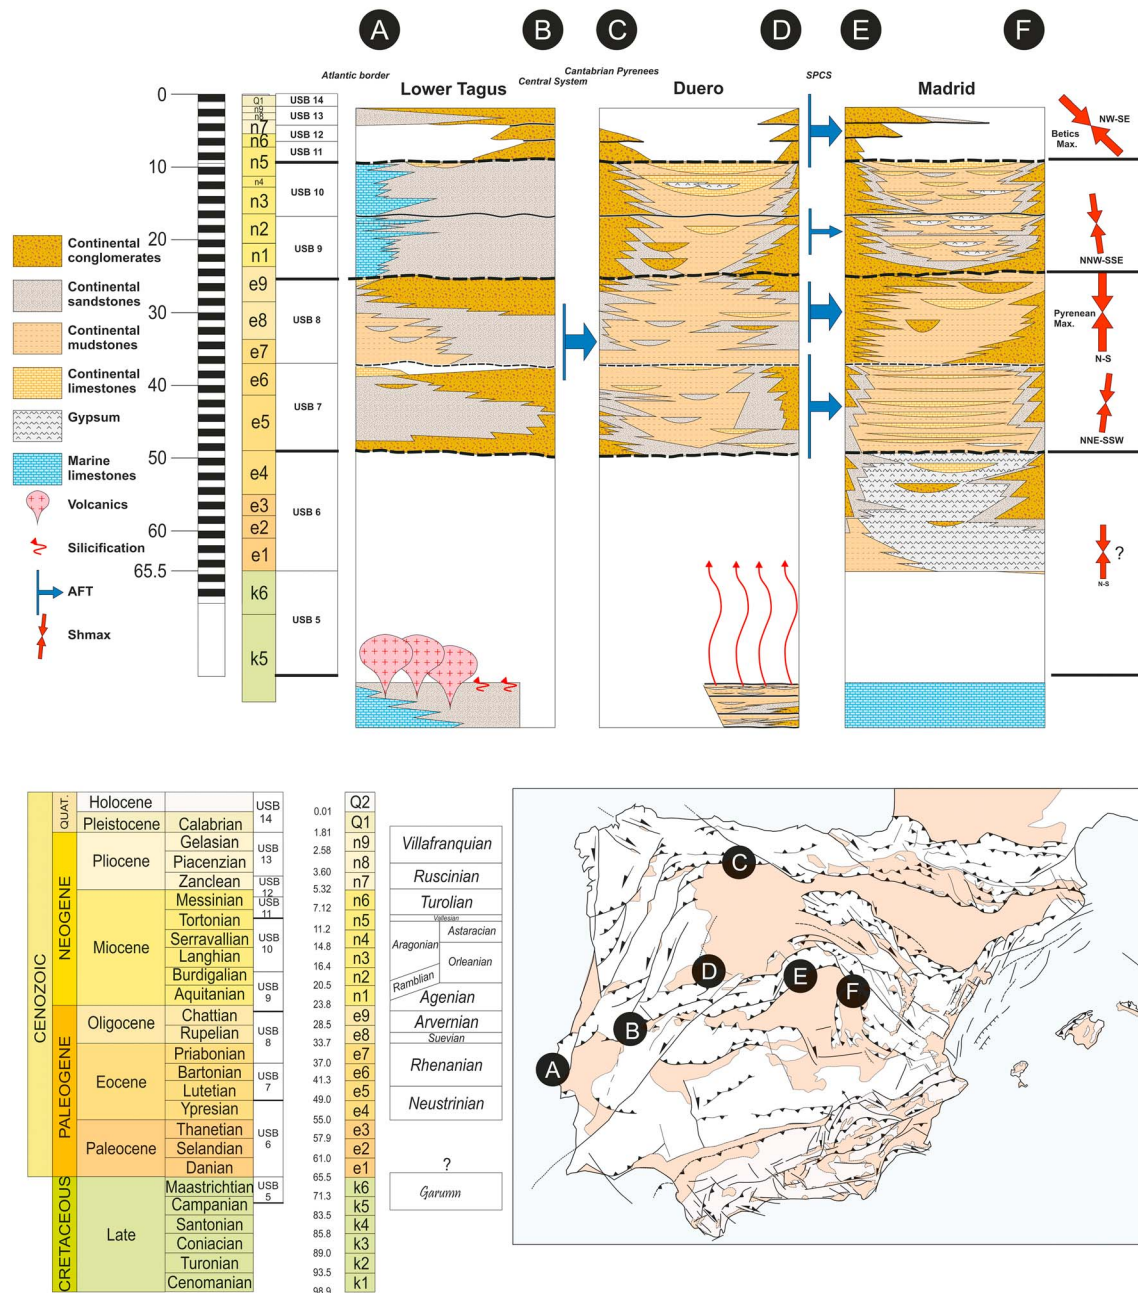 A B C D E F
Atlantic border
Lower Tagus
Central System
Cantabrian Pyrenees
Duero
SPCS
Madrid
0
10
20
30
40
50
60
65.5
Q1
n9
n8
n7
n6
n5
n4
n3
n2
n1
e9
e8
e7
e6
e5
e4
e3
e2
e1
k6
k5
USB 14
USB 13
USB 12
USB 11
USB 10
USB 9
USB 8
USB 7
USB 6
USB 5
NW-SE
Betics
Max.
NNW-SSE
Pyrenean
Max.
N-S
NNE-SSW
?
N-S
Continental
conglomerates
Continental
sandstones
Continental
mudstones
Continental
limestones
Gypsum
Marine
limestones
Volcanics
Silicification
AFT
Shmax
CENOZOIC
QUAT.
NEOGENE
PALEOGENE
CRETACEOUS
Holocene
Pleistocene
Pliocene
Miocene
Oligocene
Eocene
Paleocene
Late
Calabrian
Gelasian
Piacenzian
Zanclean
Messinian
Tortonian
Serravallian
Langhian
Burdigalian
Aquitanian
Chattian
Rupelian
Priabonian
Bartonian
Lutetian
Ypresian
Thanetian
Selandian
Danian
Maastrichtian
Campanian
Santonian
Coniacian
Turonian
Cenomanian
USB
14
USB
13
USB
12
USB
11
USB
10
USB
9
USB
8
USB
7
USB
6
USB
5
0.01
1.81
2.58
3.60
5.32
7.12
11.2
14.8
16.4
20.5
23.8
28.5
33.7
37.0
41.3
49.0
55.0
57.9
61.0
65.5
71.3
83.5
85.8
89.0
93.5
98.9
Q2
Q1
n9
n8
n7
n6
n5
n4
n3
n2
n1
e9
e8
e7
e6
e5
e4
e3
e2
e1
k6
k5
k4
k3
k2
k1
Villafranquian
Ruscinian
Turolian
Vallesian
Aragonian
Astaracian
Orleanian
Ramblian
Agenian
Arvernian
Suevian
Rhenanian
Neustrinian
?
Garumn
C
D
E
F
B
A